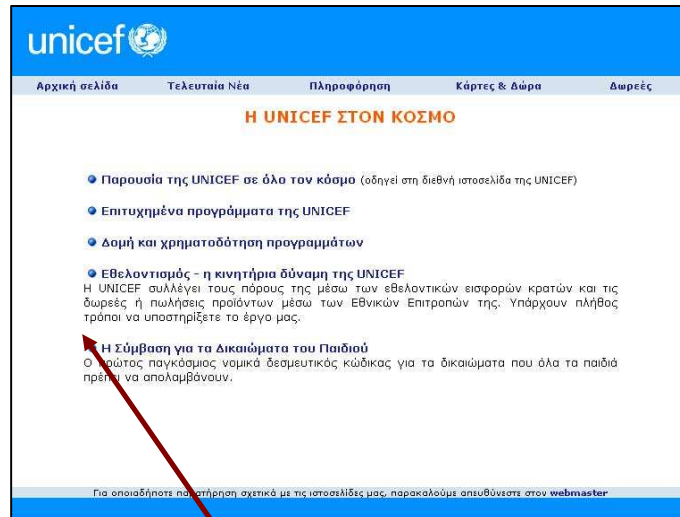 unicef
Αρχική σελίδα Τελευταία Νέα Πληροφόρηση Κάρτες & Δώρα Δωρεές
Η UNICEF ΣΤΟΝ ΚΟΣΜΟ
Παρουσία της UNICEF σε όλο τον κόσμο (οδηγεί στη διεθνή ιστοσελίδα της UNICEF)
Επιτυχημένα προγράμματα της UNICEF
Δομή και χρηματοδότηση προγραμμάτων
Εθελοντισμός - η κινητήρια δύναμη της UNICEF
Η UNICEF συλλέγει τους πόρους της μέσω των εθελοντικών εισφορών κρατών και τις
δωρεές ή πωλήσεις προϊόντων μέσω των Εθνικών Επιτροπών της. Υπάρχουν πλήθος
τρόποι να υποστηρίξετε το έργο μας.
Η Σύμβαση για τα Δικαιώματα του Παιδιού
Ο πρώτος παγκόσμιος νομικά δεσμευτικός κώδικας για τα δικαιώματα που όλα τα παιδιά
πρέπει να απολαμβάνουν.
Για οποιαδήποτε παρατήρηση σχετικά με τις ιστοσελίδες μας, παρακαλούμε απευθύνεστε στον webmaster